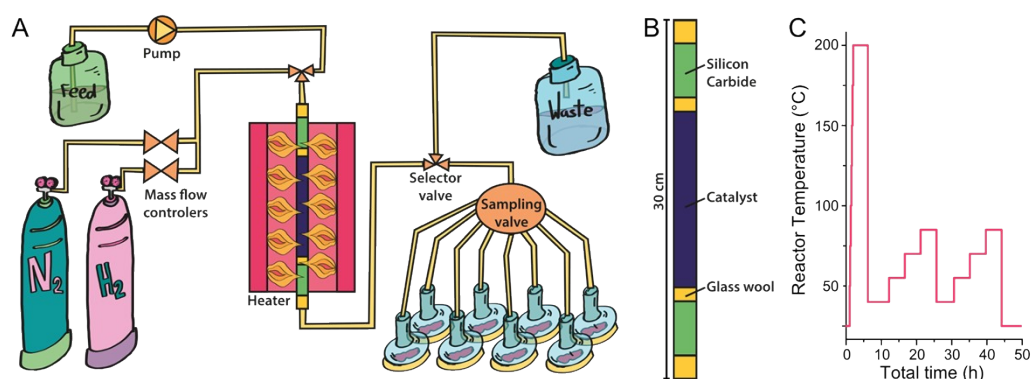 A
Pump
Feed
Mass flow
controlers
N2
H2
Heater
Selector
valve
Waste
Sampling
valve
B
30 cm
Silicon
Carbide
Catalyst
Glass wool
C
Reactor Temperature (°C)
200
150
100
50
0 10 20 30 40 50
Total time (h)